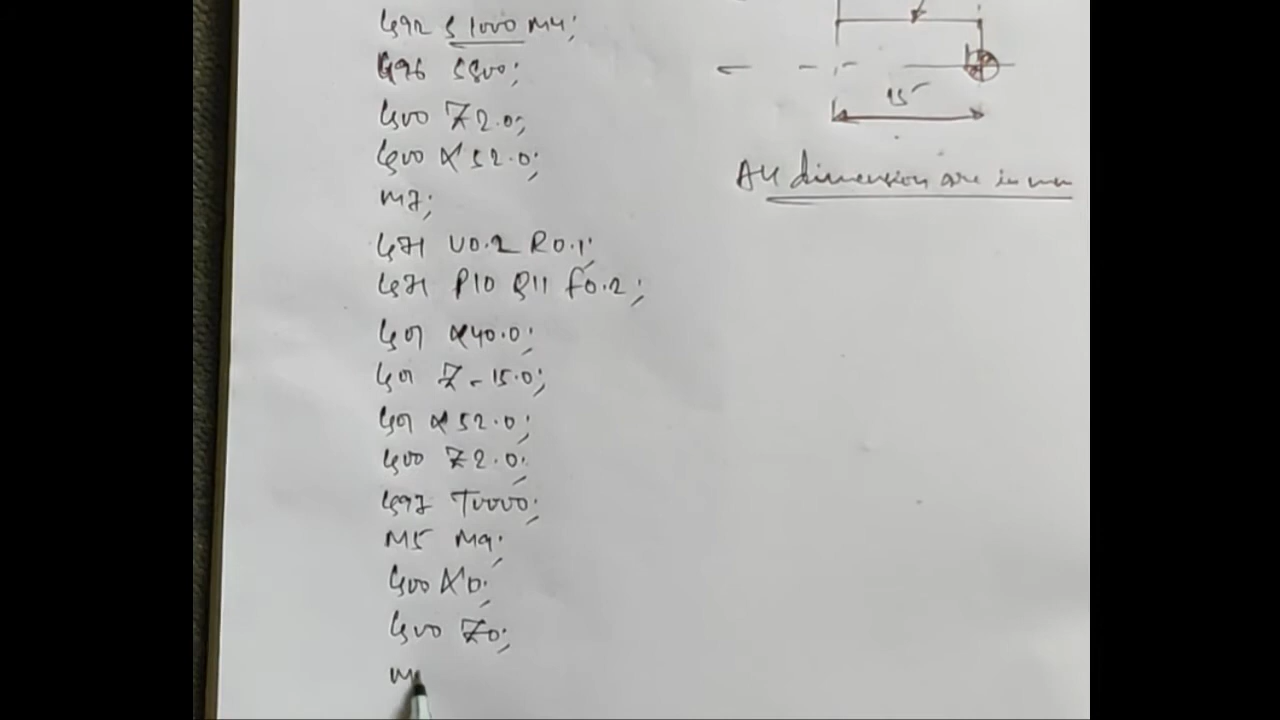 G92 S1000 M4;
G96 S800;
G00 Z2.0;
G00 X52.0;
M7;
G71 U0.2 R0.1;
G71 P10 Q11 F0.2;
G01 X40.0;
G01 Z-15.0;
G01 X52.0;
G00 Z2.0;
G97 T0000;
M5 M9;
G00 X0;
G00 Z0;
M
15
All dimension are in mm